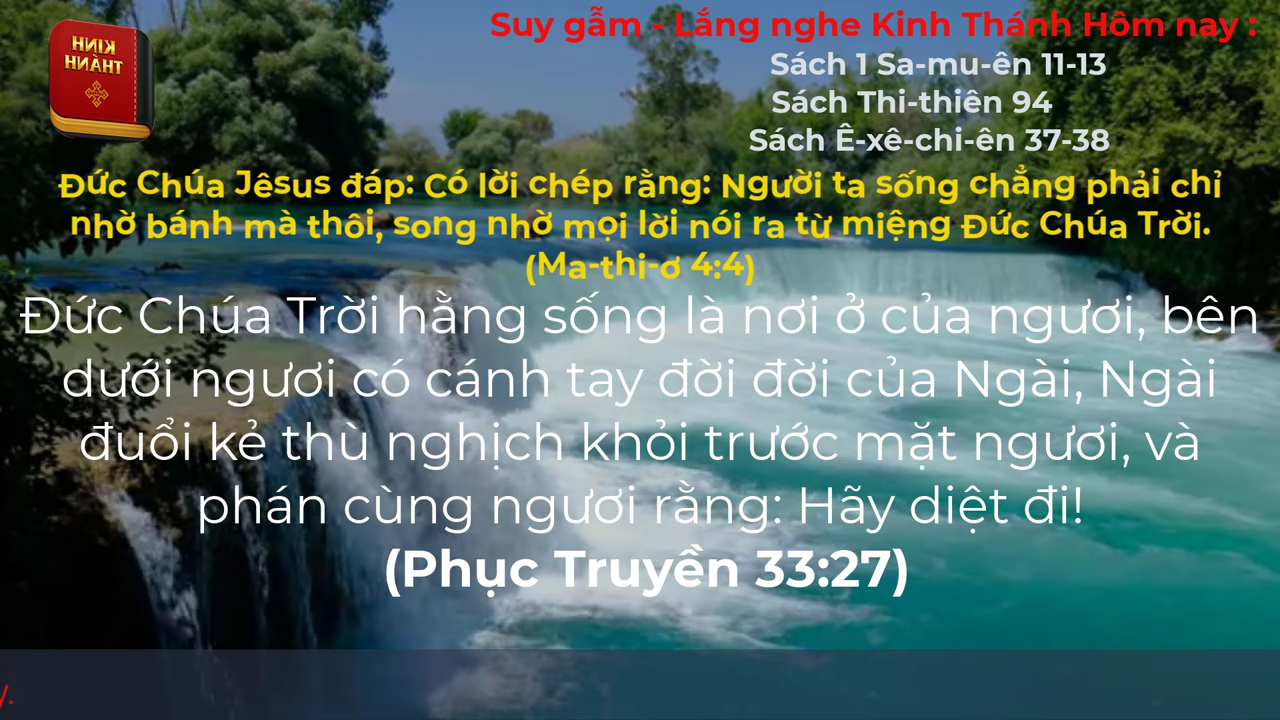 KINH
THÁNH
Suy gẫm - Lắng nghe Kinh Thánh Hôm nay :
Sách 1 Sa-mu-ên 11-13
Sách Thi-thiên 94
Sách Ê-xê-chi-ên 37-38
Đức Chúa Jêsus đáp: Có lời chép rằng: Người ta sống chẳng phải chỉ
nhờ bánh mà thôi, song nhờ mọi lời nói ra từ miệng Đức Chúa Trời.
(Ma-thi-ơ 4:4)
Đức Chúa Trời hằng sống là nơi ở của ngươi, bên
dưới ngươi có cánh tay đời đời của Ngài, Ngài
đuổi kẻ thù nghịch khỏi trước mặt ngươi, và
phán cùng ngươi rằng: Hãy diệt đi!
(Phục Truyền 33:27)